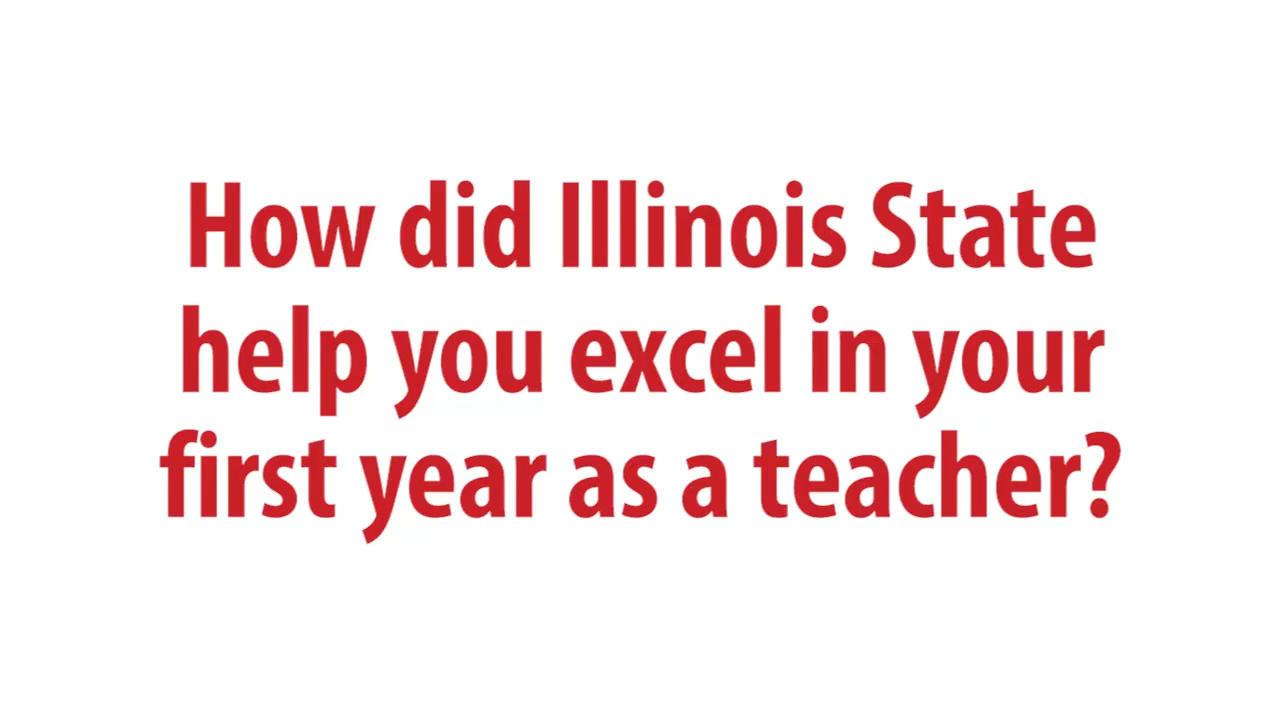 How did Illinois State
help you excel in your
first year as a teacher?